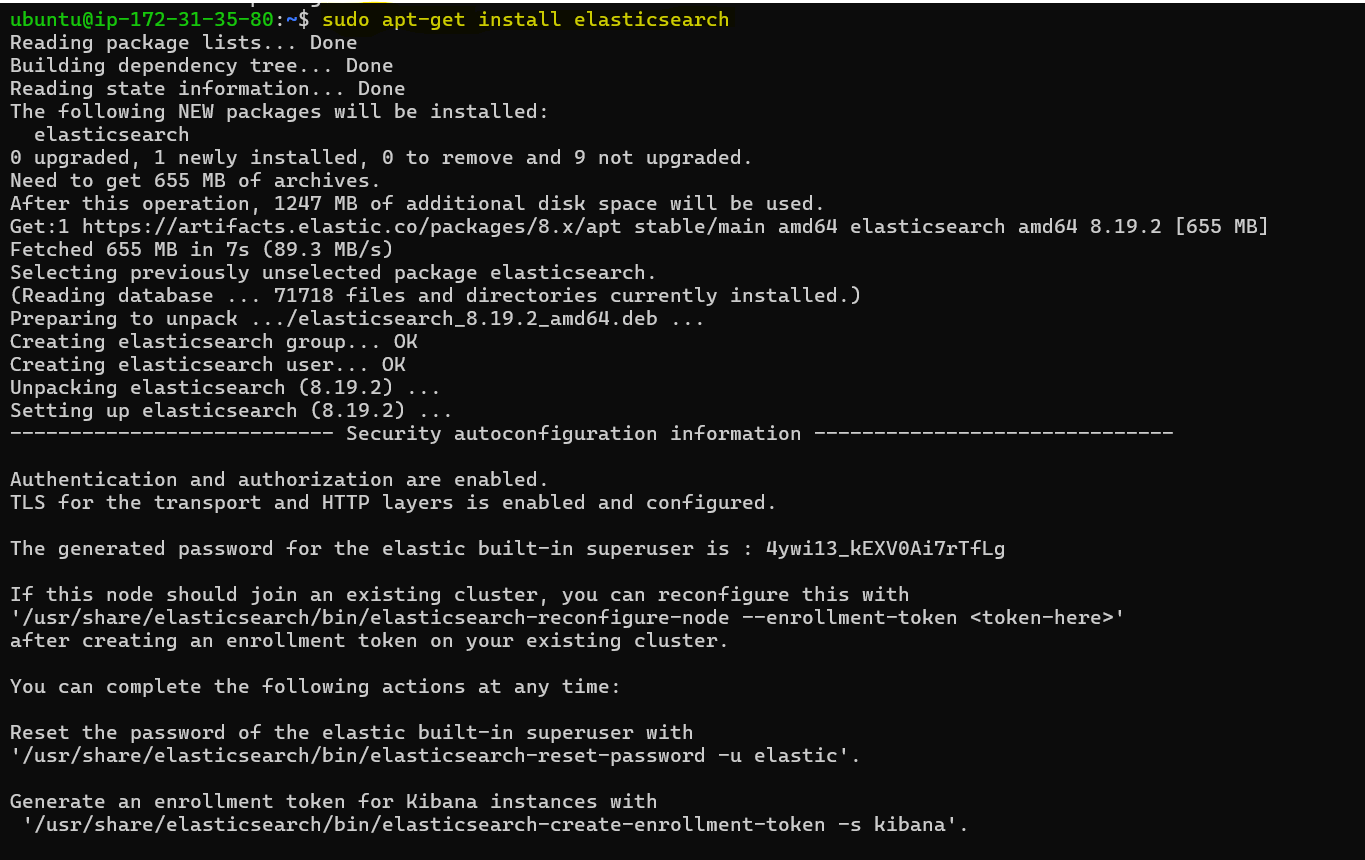 ubuntu@ip-172-31-35-80:~$ sudo apt-get install elasticsearch
Reading package lists... Done
Building dependency tree... Done
Reading state information... Done
The following NEW packages will be installed:
  elasticsearch
0 upgraded, 1 newly installed, 0 to remove and 9 not upgraded.
Need to get 655 MB of archives.
After this operation, 1247 MB of additional disk space will be used.
Get:1 https://artifacts.elastic.co/packages/8.x/apt stable/main amd64 elasticsearch amd64 8.19.2 [655 MB]
Fetched 655 MB in 7s (89.3 MB/s)
Selecting previously unselected package elasticsearch.
(Reading database ... 71718 files and directories currently installed.)
Preparing to unpack .../elasticsearch_8.19.2_amd64.deb ...
Creating elasticsearch group... OK
Creating elasticsearch user... OK
Unpacking elasticsearch (8.19.2) ...
Setting up elasticsearch (8.19.2) ...
--------------------------- Security autoconfiguration information ------------------------------
Authentication and authorization are enabled.
TLS for the transport and HTTP layers is enabled and configured.
The generated password for the elastic built-in superuser is : 4ywi13_kEXV0Ai7rTfLg
If this node should join an existing cluster, you can reconfigure this with
'/usr/share/elasticsearch/bin/elasticsearch-reconfigure-node --enrollment-token <token-here>'
after creating an enrollment token on your existing cluster.
You can complete the following actions at any time:
Reset the password of the elastic built-in superuser with
'/usr/share/elasticsearch/bin/elasticsearch-reset-password -u elastic'.
Generate an enrollment token for Kibana instances with
 '/usr/share/elasticsearch/bin/elasticsearch-create-enrollment-token -s kibana'.